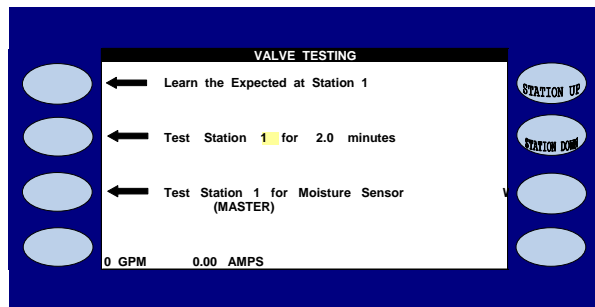 VALVE TESTING
Learn the Expected at Station 1
STATION UP
Test Station 1 for 2.0 minutes
STATION DOWN
Test Station 1 for Moisture Sensor
(MASTER)
0 GPM 0.00 AMPS